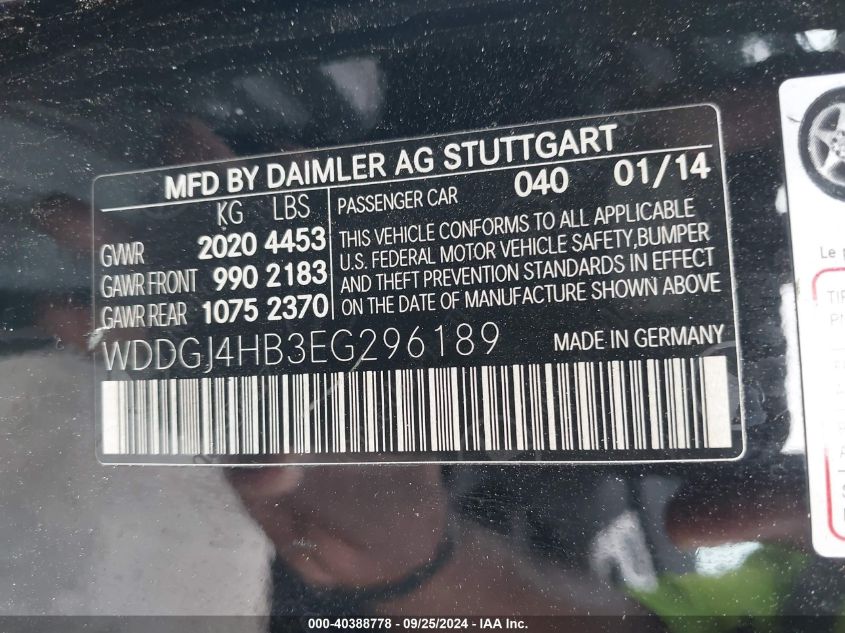 MFD BY DAIMLER AG STUTTGART
KG LBS
GVWR 2020 4453
GAWR FRONT 990 2183
GAWR REAR 1075 2370
PASSENGER CAR 040 01/14
THIS VEHICLE CONFORMS TO ALL APPLICABLE
U.S. FEDERAL MOTOR VEHICLE SAFETY,BUMPER
AND THEFT PREVENTION STANDARDS IN EFFECT
ON THE DATE OF MANUFACTURE SHOWN ABOVE
WDDGJ4HB3EG296189 MADE IN GERMANY
Le
000-40388778 - 09/25/2024 - IAA Inc.